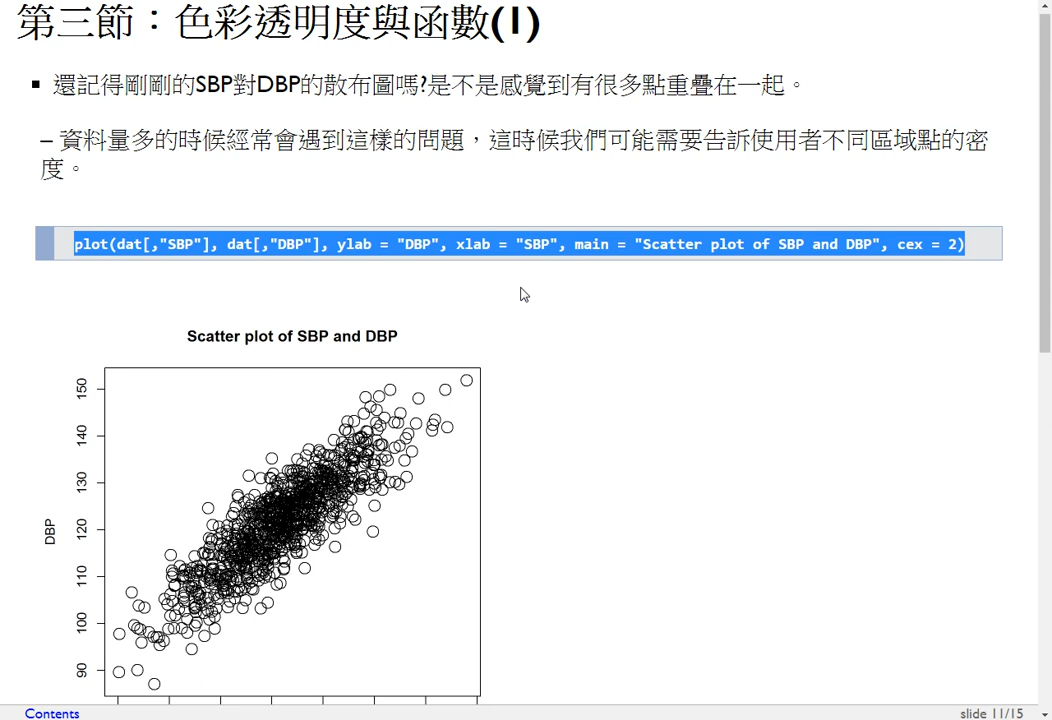 第三節：色彩透明度與函數(1)
▪ 還記得剛剛的SBP對DBP的散布圖嗎?是不是感覺到有很多點重疊在一起。
– 資料量多的時候經常會遇到這樣的問題，這時候我們可能需要告訴使用者不同區域點的密
度。
plot(dat[,"SBP"], dat[,"DBP"], ylab = "DBP", xlab = "SBP", main = "Scatter plot of SBP and DBP", cex = 2)
Scatter plot of SBP and DBP
150
140
130
DBP
120
110
100
90
Contents
slide 11/15